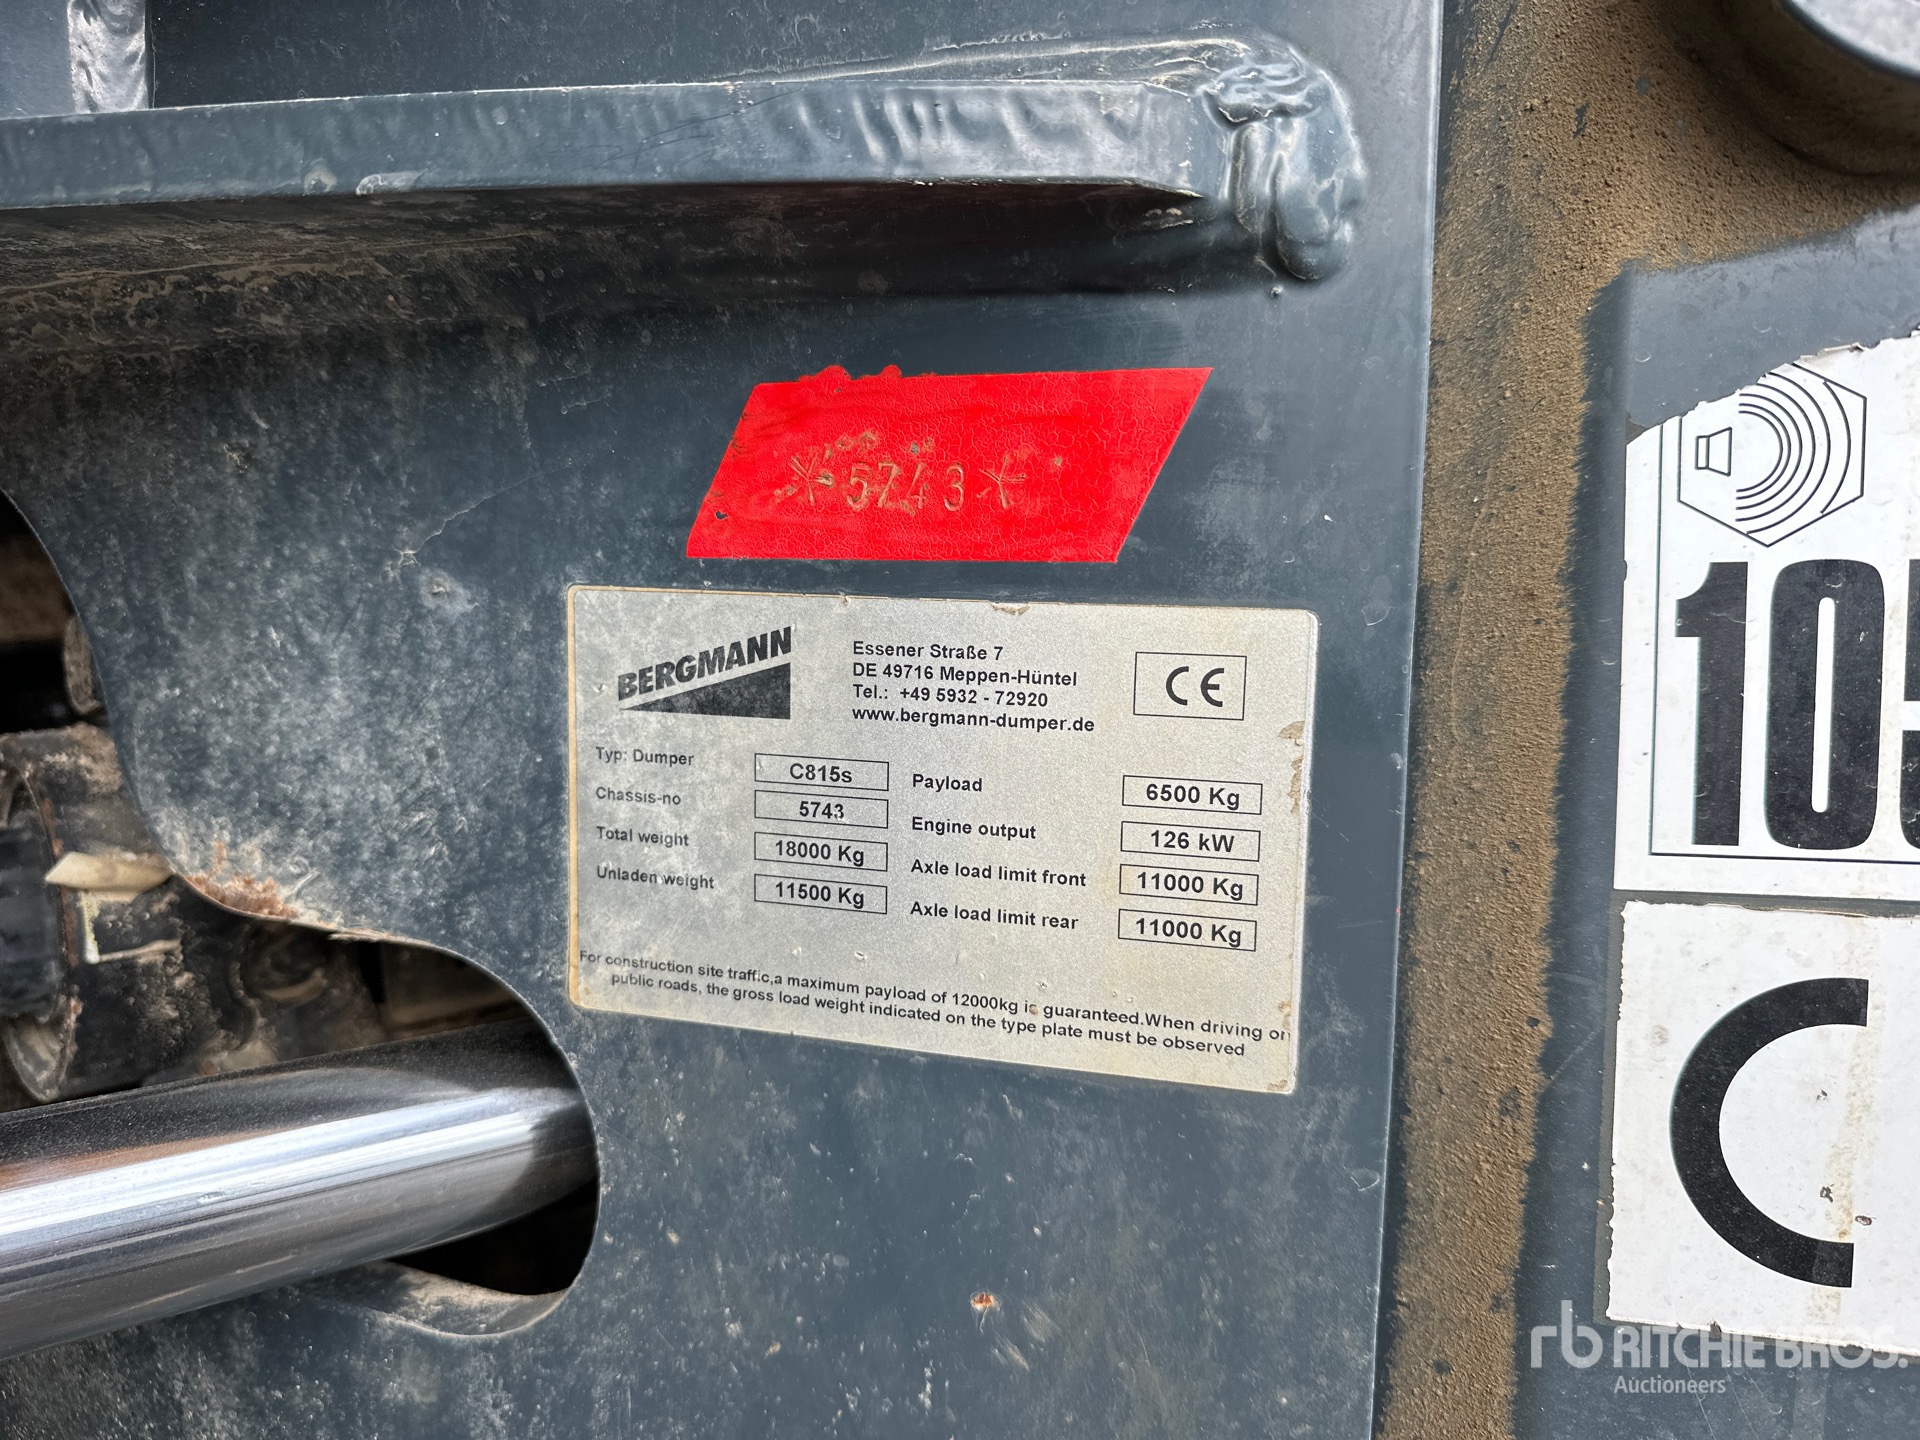 *5743*
BERGMANN
Essener Straße 7
DE 49716 Meppen-Hüntel
Tel.: +49 5932 - 72920
www.bergmann-dumper.de
CE
Typ: Dumper C815s
Chassis-no 5743
Total weight 18000 Kg
Unladen weight 11500 Kg
Payload 6500 Kg
Engine output 126 kW
Axle load limit front 11000 Kg
Axle load limit rear 11000 Kg
For construction site traffic,a maximum payload of 12000kg is guaranteed.When driving on
public roads, the gross load weight indicated on the type plate must be observed
105
C
rb RITCHIE BROS.
Auctioneers